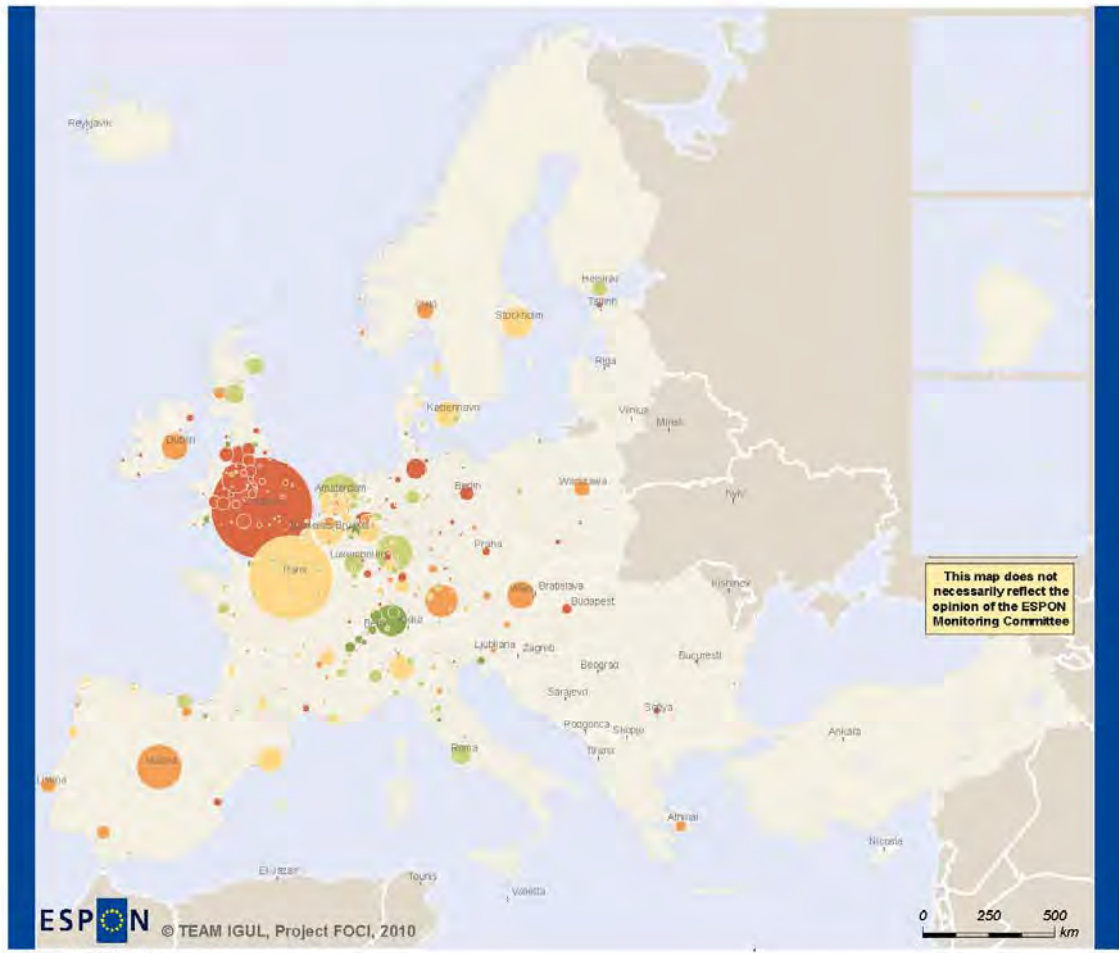 Reykjavik
Helsinki
Tallinn
Stockholm
Riga
København
Vilnius
Minsk
Dublin
Amsterdam
Berlin
Warszawa
Kyiv
Praha
Luxembourg
Paris
Bratislava
Budapest
Kishinev
Ljubljana
Zagreb
Beograd
Bucuresti
Sarajevo
Sofiya
Podgorica
Skopje
Tirana
Ankara
Roma
Madrid
Lisboa
Athinai
Nicosia
El-Jazair
Tounis
Valletta
This map does not
necessarily reflect the
opinion of the ESPON
Monitoring Committee
ESPON © TEAM IGUL, Project FOCI, 2010
0 250 500
km